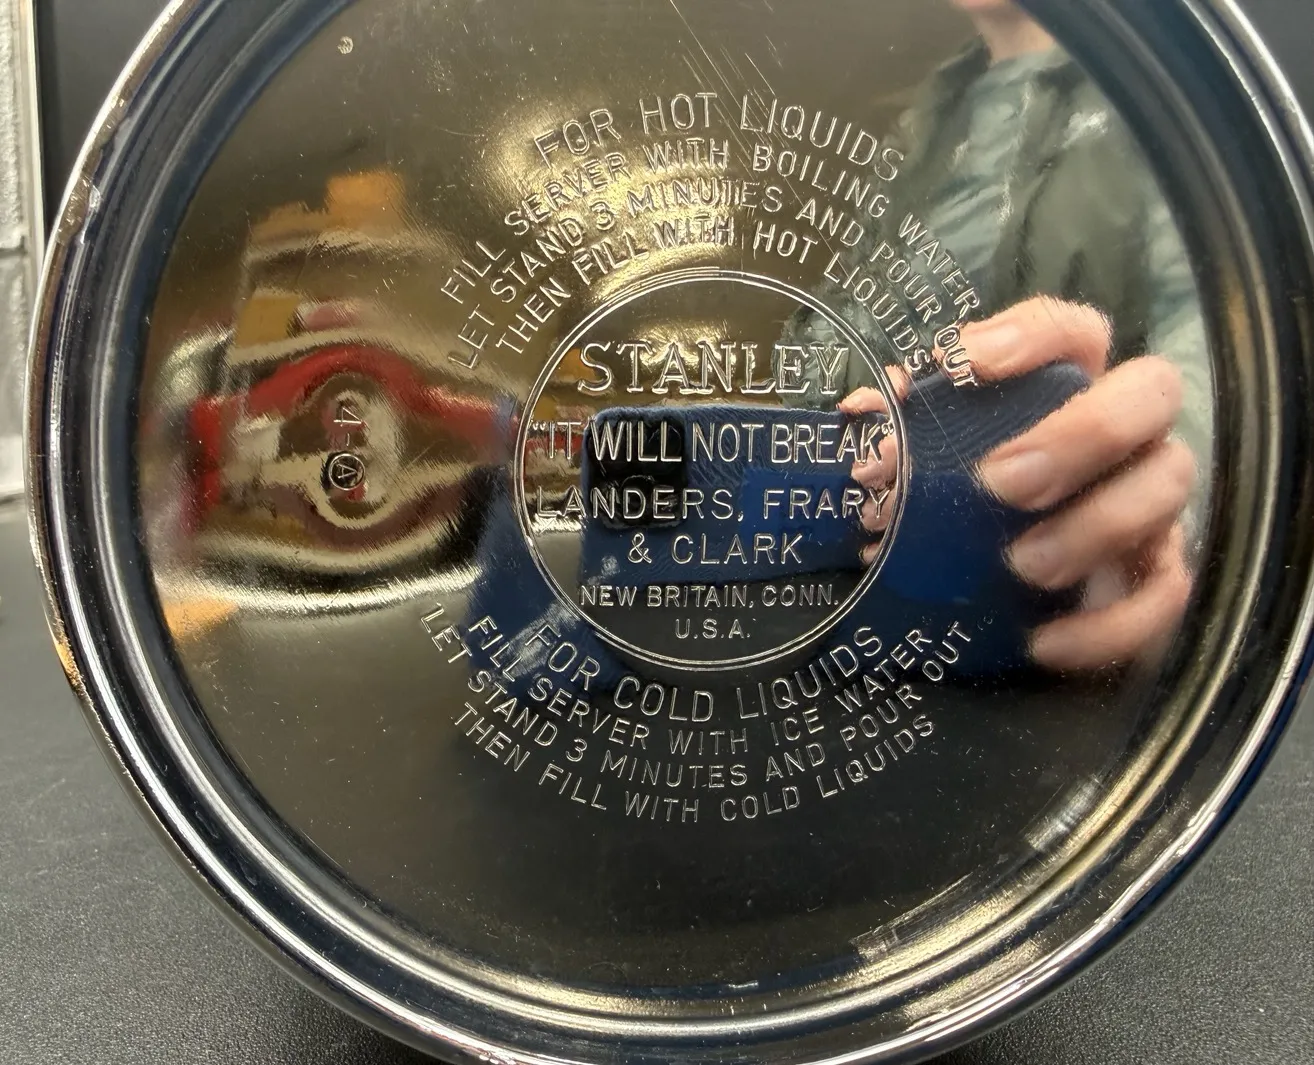 FOR HOT LIQUIDS
FILL SERVER WITH BOILING WATER
LET STAND 3 MINUTES AND POUR OUT
THEN FILL WITH HOT LIQUIDS
STANLEY
"IT WILL NOT BREAK"
LANDERS, FRARY
& CLARK
NEW BRITAIN, CONN.
U.S.A.
4-A
FOR COLD LIQUIDS
FILL SERVER WITH ICE WATER
LET STAND 3 MINUTES AND POUR OUT
THEN FILL WITH COLD LIQUIDS